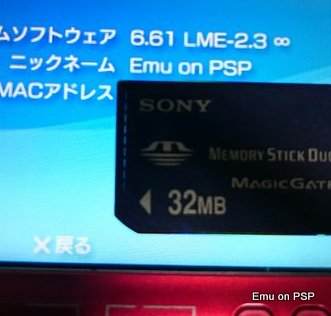 ムソフトウェア 6.61 LME-2.3 ∞
ニックネーム Emu on PSP
MACアドレス
SONY
MEMORY STICK DUO
MAGICGATE
32MB
×戻る
Emu on PSP